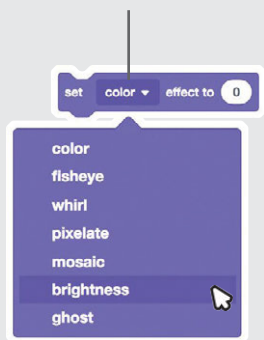 set color effect to 0
color
fisheye
whirl
pixelate
mosaic
brightness
ghost